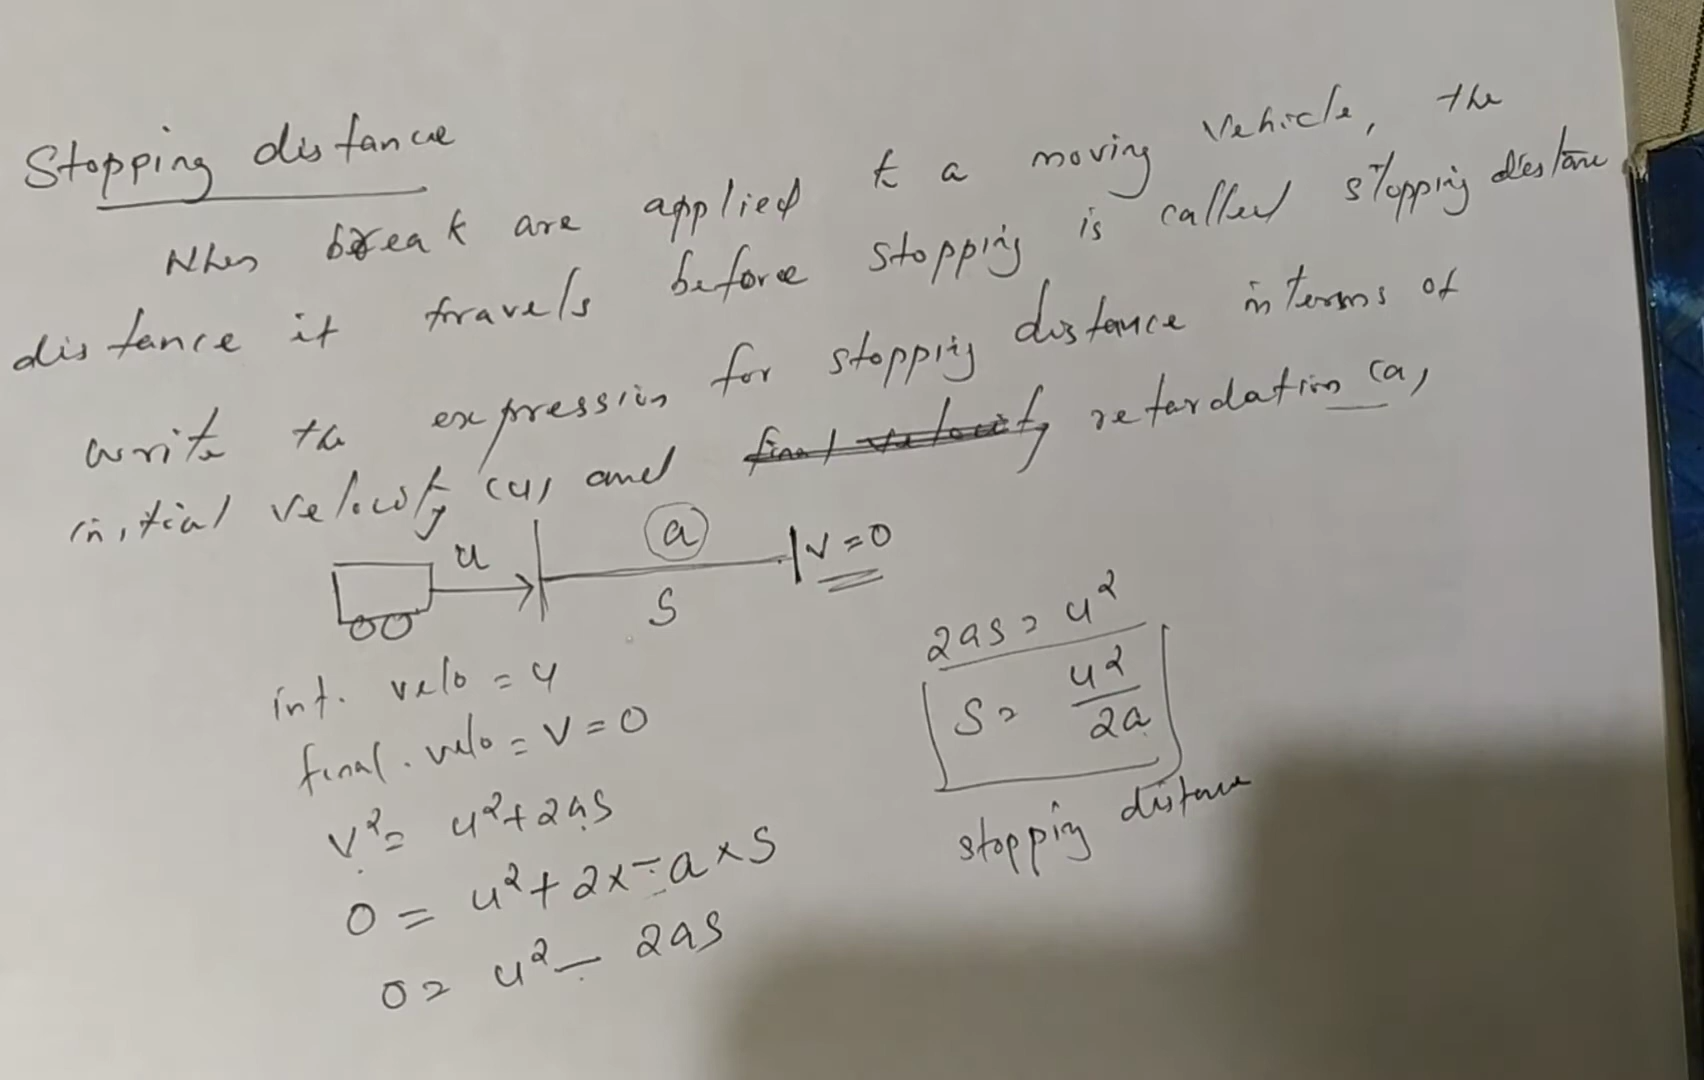 Stopping distance
When break are applied to a moving vehicle, the
distance it travels before stopping is called stopping distance
write the expression for stopping distance in terms of
initial velocity (u) and final velocity retardation (a)
u
a
S
V=0
int. velo = u
final. velo = V = 0
V² = u² + 2as
0 = u² + 2x-axS
0 = u² - 2as
2as = u²
S = u²/2a
stopping distance